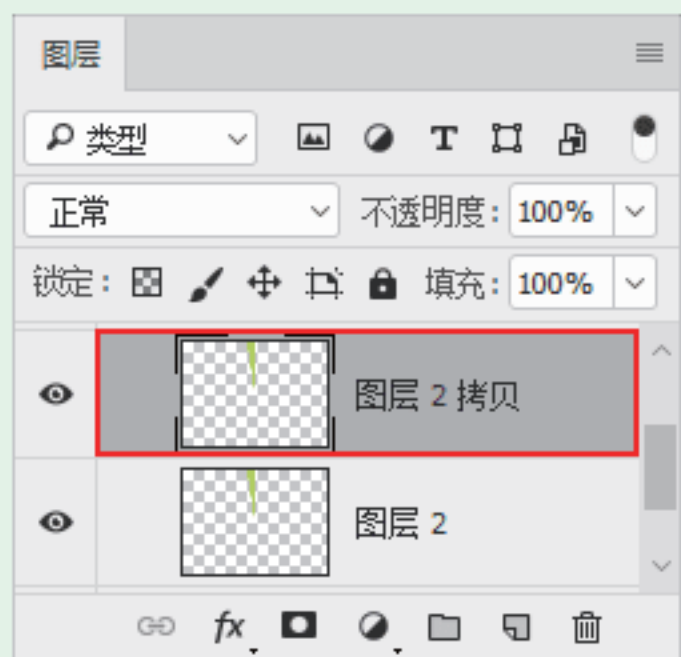 图层
类型 T
正常 不透明度: 100%
锁定: 填充: 100%
图层 2 拷贝
图层 2
fx